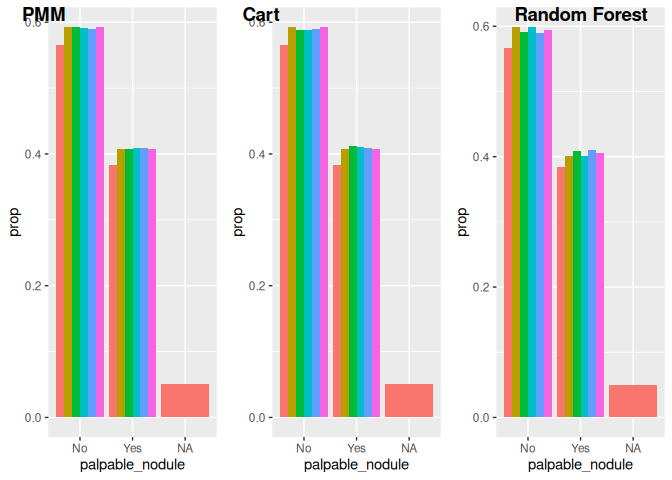 PMM
0.6
0.4
0.2
0.0
prop
No Yes NA
palpable_nodule
Cart
0.6
0.4
0.2
0.0
prop
No Yes NA
palpable_nodule
Random Forest
0.6
0.4
0.2
0.0
prop
No Yes NA
palpable_nodule